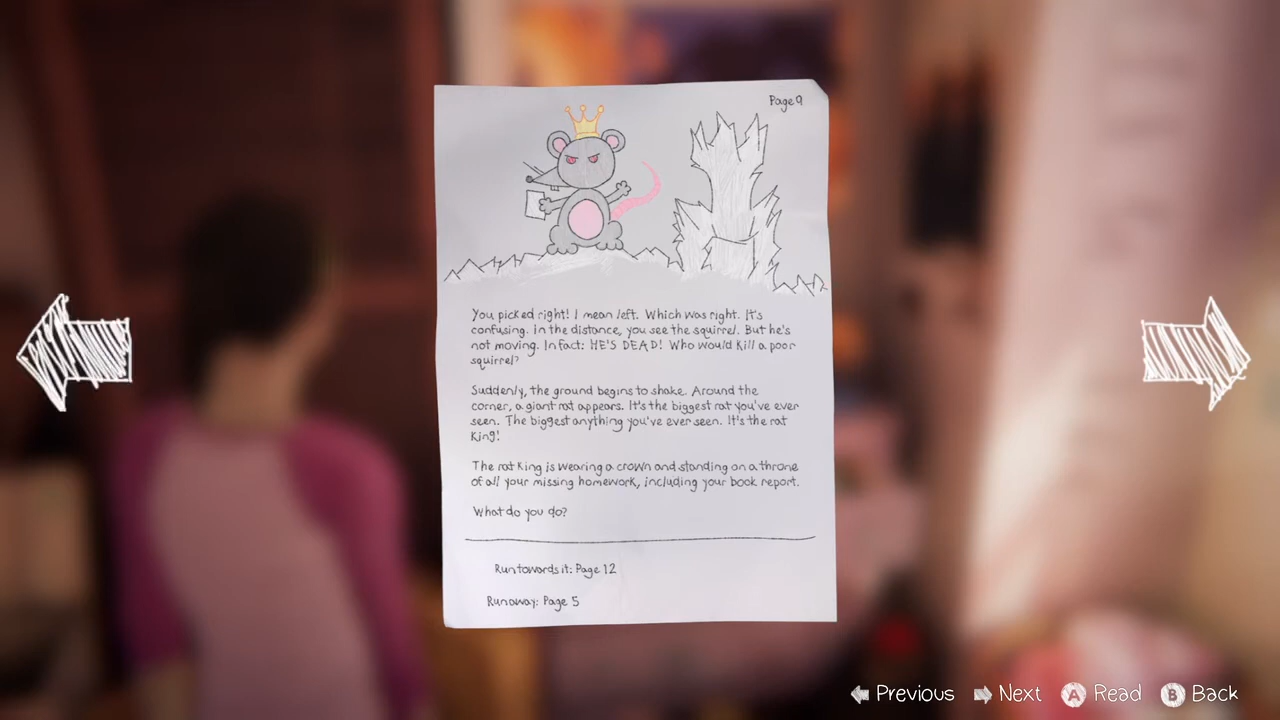 Page 9
You picked right! I mean left. Which was right. It's
confusing. In the distance, you see the squirrel. But he's
not moving. In fact: HE'S DEAD! Who would kill a poor
squirrel?
Suddenly, the ground begins to shake. Around the
corner, a giant rat appears. It's the biggest rat you've ever
seen. The biggest anything you've ever seen. It's the rat
King!
The rat King is wearing a crown and standing on a throne
of all your missing homework, including your book report.
What do you do?
Run towards it: Page 12
Run away: Page 5
Previous Next A Read B Back